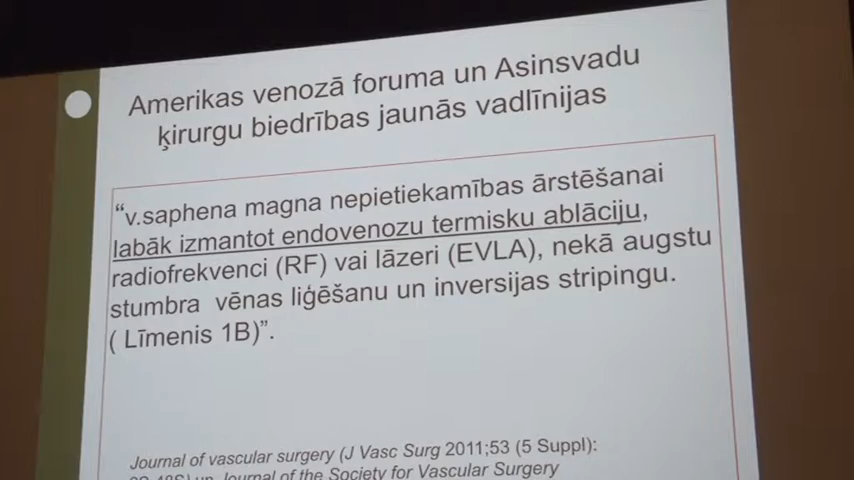 Amerikas venozā foruma un Asinsvadu
ķirurgu biedrības jaunās vadlīnijas
“v.saphena magna nepietiekamības ārstēšanai
labāk izmantot endovenozu termisku ablāciju,
radiofrekvenci (RF) vai lāzeri (EVLA), nekā augstu
stumbra vēnas liģēšanu un inversijas stripingu.
( Līmenis 1B)”.
Journal of vascular surgery (J Vasc Surg 2011;53 (5 Suppl):
un Journal of the Society for Vascular Surgery